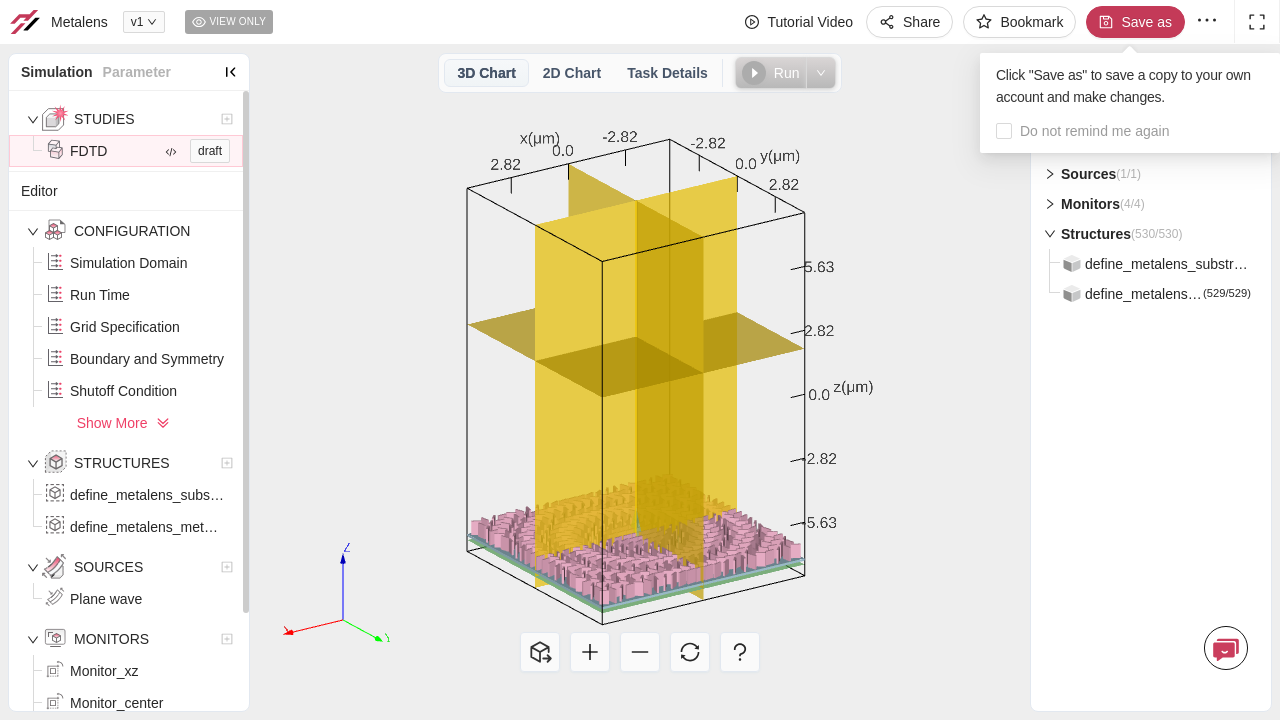 Metalens
v1
VIEW ONLY
Tutorial Video
Share
Bookmark
Save as
Click "Save as" to save a copy to your own
account and make changes.
Do not remind me again
Simulation
Parameter
STUDIES
FDTD
draft
Editor
CONFIGURATION
Simulation Domain
Run Time
Grid Specification
Boundary and Symmetry
Shutoff Condition
Show More
STRUCTURES
define_metalens_subs…
define_metalens_met…
SOURCES
Plane wave
MONITORS
Monitor_xz
Monitor_center
3D Chart
2D Chart
Task Details
Run
x(μm)
-2.82
0.0
2.82
-2.82
0.0
y(μm)
2.82
5.63
2.82
0.0
z(μm)
-2.82
-5.63
Z
X
Y
Sources(1/1)
Monitors(4/4)
Structures(530/530)
define_metalens_substr…
define_metalens…(529/529)